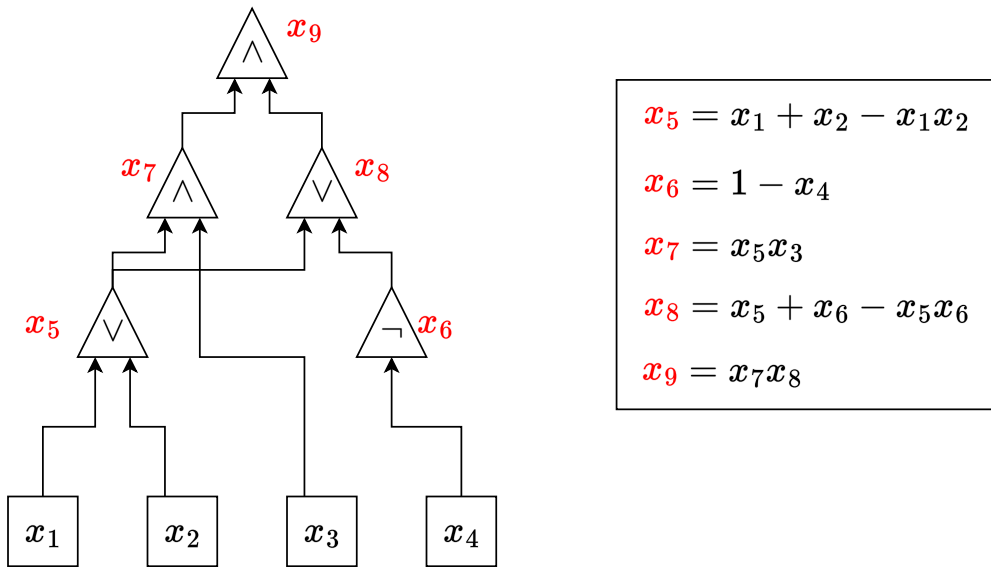 ∧ x₉
x₇ ∧ ∨ x₈
x₅ ∨ ¬ x₆
x₁ x₂ x₃ x₄
x₅ = x₁ + x₂ − x₁x₂
x₆ = 1 − x₄
x₇ = x₅x₃
x₈ = x₅ + x₆ − x₅x₆
x₉ = x₇x₈